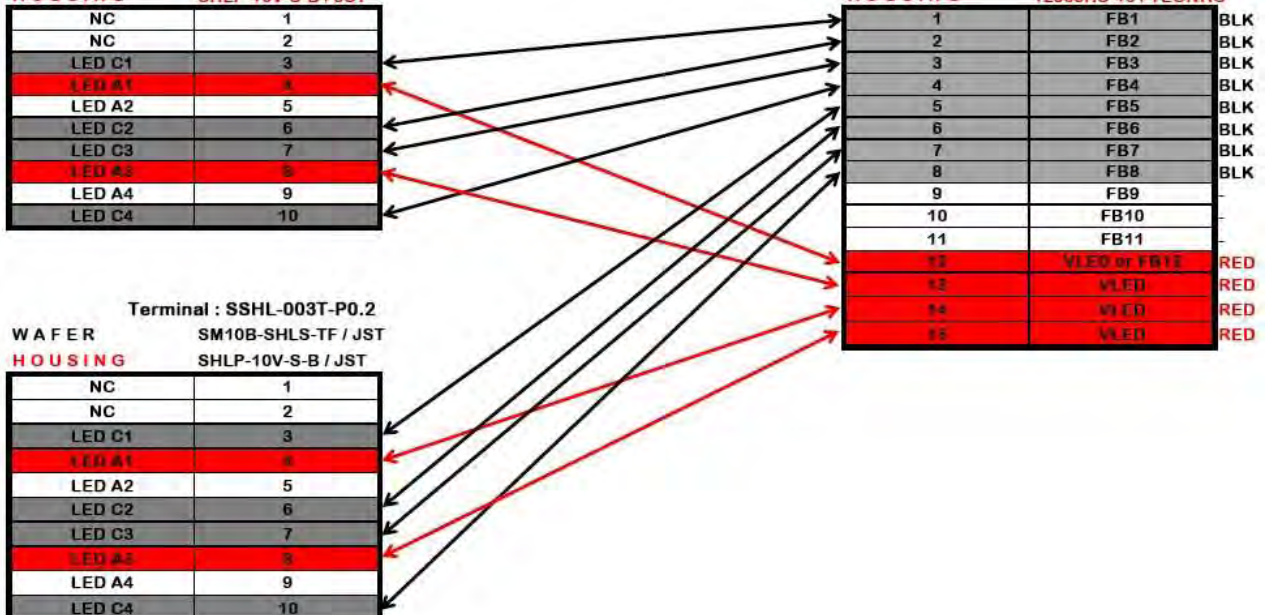 NC 1
NC 2
LED C1 3
LED A1 4
LED A2 5
LED C2 6
LED C3 7
LED A3 8
LED A4 9
LED C4 10
1 FB1 BLK
2 FB2 BLK
3 FB3 BLK
4 FB4 BLK
5 FB5 BLK
6 FB6 BLK
7 FB7 BLK
8 FB8 BLK
9 FB9 -
10 FB10 -
11 FB11 -
12 VLED or FB12 RED
13 VLED RED
14 VLED RED
15 VLED RED
Terminal : SSHL-003T-P0.2
WAFER SM10B-SHLS-TF / JST
HOUSING SHLP-10V-S-B / JST
NC 1
NC 2
LED C1 3
LED A1 4
LED A2 5
LED C2 6
LED C3 7
LED A3 8
LED A4 9
LED C4 10